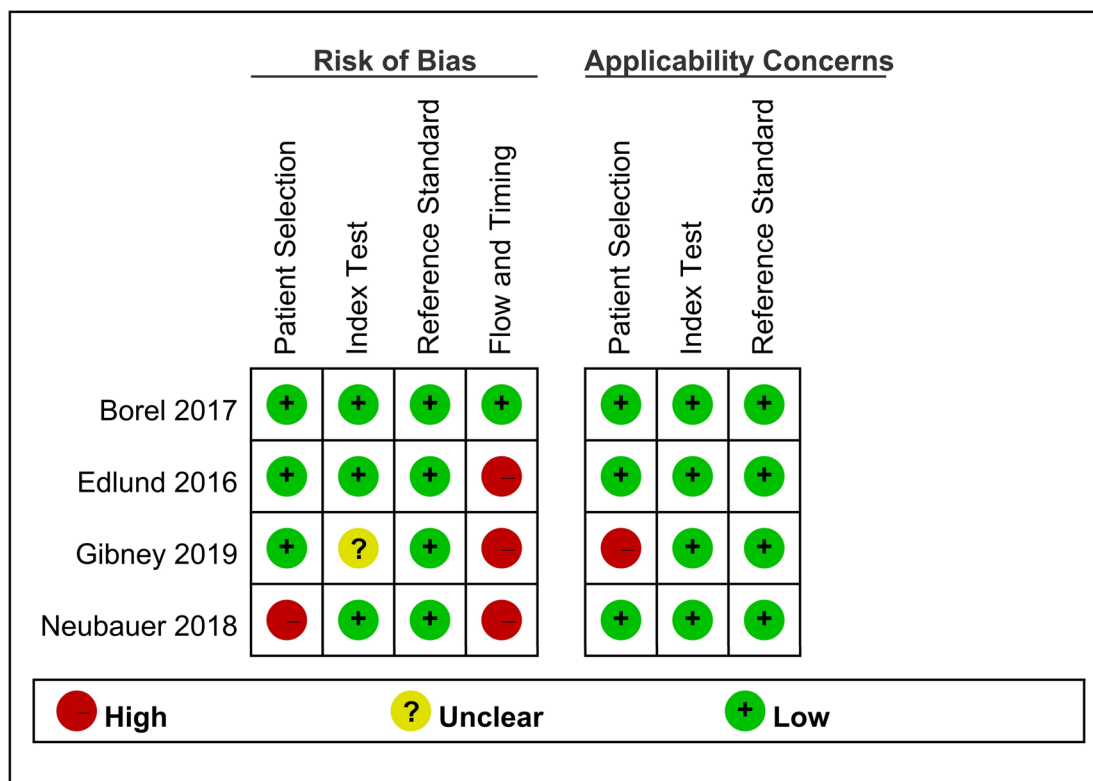 Risk of Bias Applicability Concerns
Patient Selection
Index Test
Reference Standard
Flow and Timing
Patient Selection
Index Test
Reference Standard
Borel 2017 + + + + + + +
Edlund 2016 + + + – + + +
Gibney 2019 + ? + – – + +
Neubauer 2018 – + + – + + +
– High ? Unclear + Low